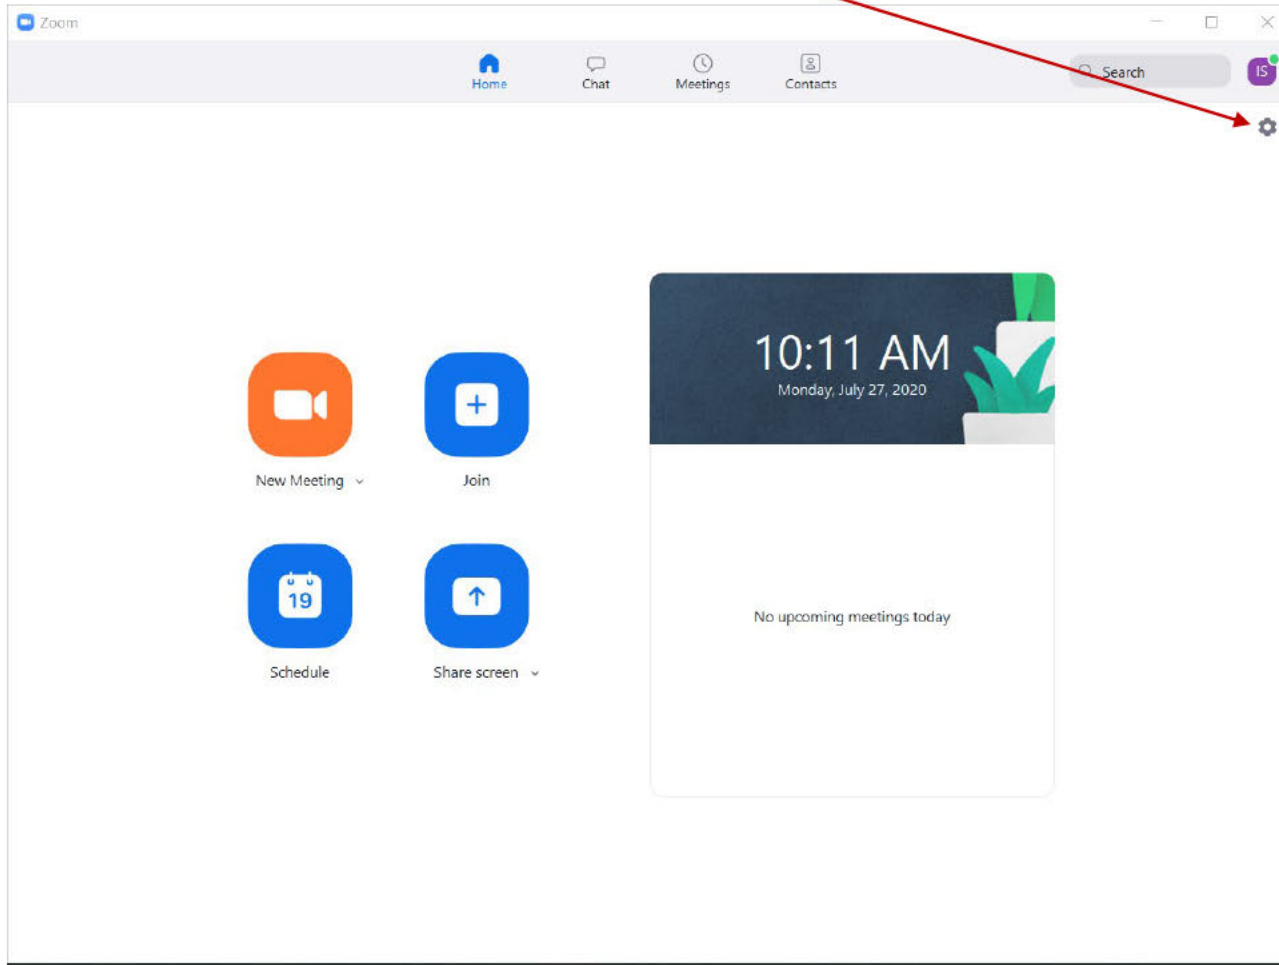 Zoom
Home
Chat
Meetings
Contacts
Search
IS
10:11 AM
Monday, July 27, 2020
New Meeting
Join
19
Schedule
Share screen
No upcoming meetings today